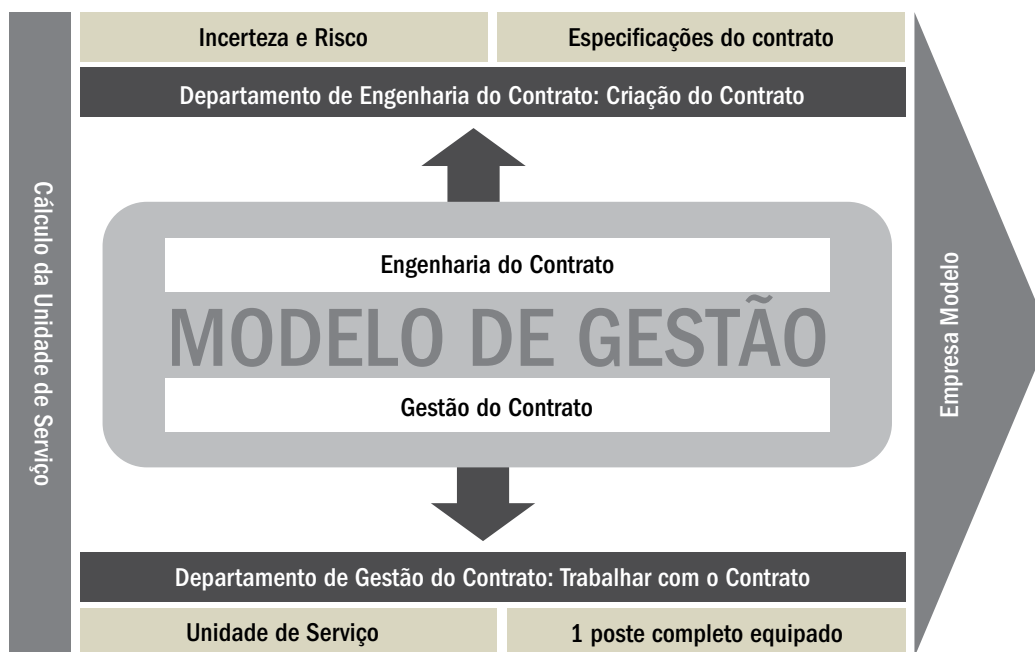 Incerteza e Risco
Especificações do contrato
Departamento de Engenharia do Contrato: Criação do Contrato
Cálculo da Unidade de Serviço
Engenharia do Contrato
MODELO DE GESTÃO
Gestão do Contrato
Empresa Modelo
Departamento de Gestão do Contrato: Trabalhar com o Contrato
Unidade de Serviço
1 poste completo equipado